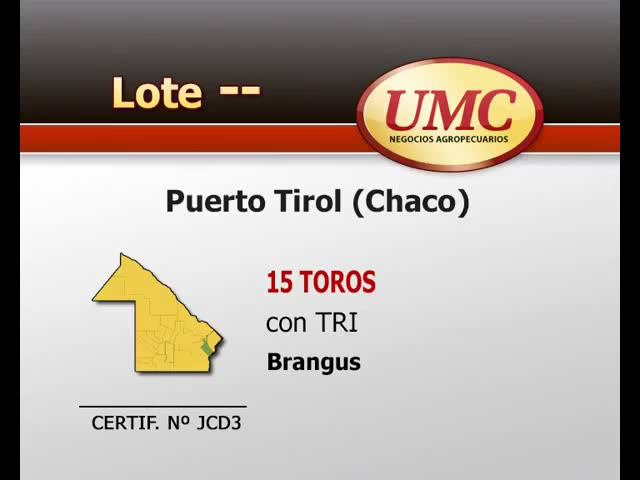 Lote --
UMC
NEGOCIOS AGROPECUARIOS
Puerto Tirol (Chaco)
15 TOROS
con TRI
Brangus
CERTIF. Nº JCD3